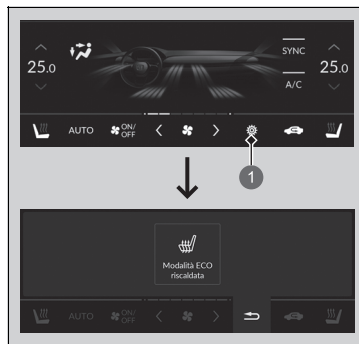 SYNC
25.0
25.0
A/C
AUTO
ON/
OFF
1
Modalità ECO
riscaldata
AUTO
ON/
OFF